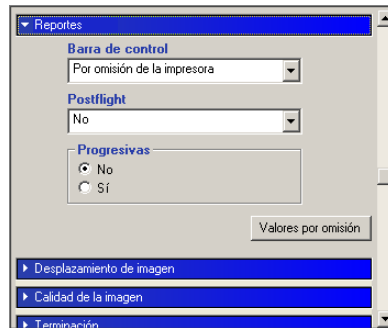 Reportes
Barra de control
Por omisión de la impresora
Postflight
No
Progresivas
No
Sí
Valores por omisión
Desplazamiento de imagen
Calidad de la imagen
Terminación